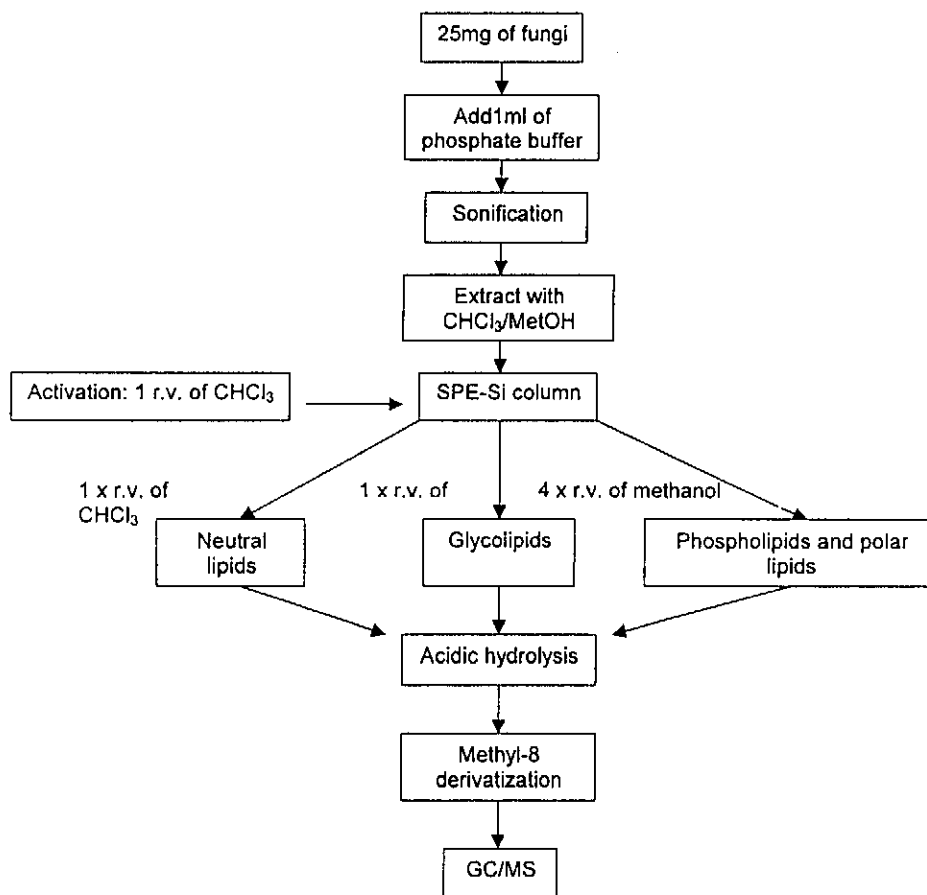 25mg of fungi
Add1ml of
phosphate buffer
Sonification
Extract with
CHCl₃/MetOH
Activation: 1 r.v. of CHCl₃
SPE-Si column
1 x r.v. of
CHCl₃
1 x r.v. of
4 x r.v. of methanol
Neutral
lipids
Glycolipids
Phospholipids and polar
lipids
Acidic hydrolysis
Methyl-8
derivatization
GC/MS